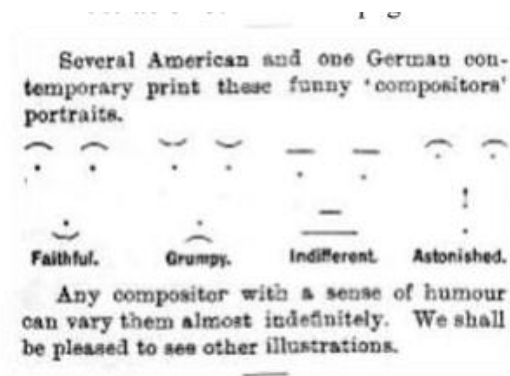 Several American and one German con-
temporary print these funny 'compositors'
portraits.
Faithful. Grumpy. Indifferent. Astonished.
Any compositor with a sense of humour
can vary them almost indefinitely. We shall
be pleased to see other illustrations.